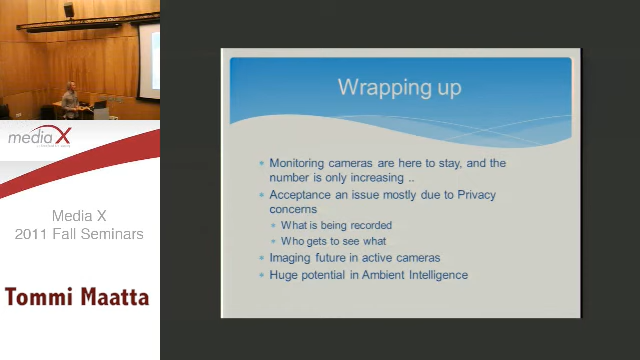 mediaX
Media X
2011 Fall Seminars
Tommi Maatta
Wrapping up
Monitoring cameras are here to stay, and the
number is only increasing ..
Acceptance an issue mostly due to Privacy
concerns
What is being recorded
Who gets to see what
Imaging future in active cameras
Huge potential in Ambient Intelligence